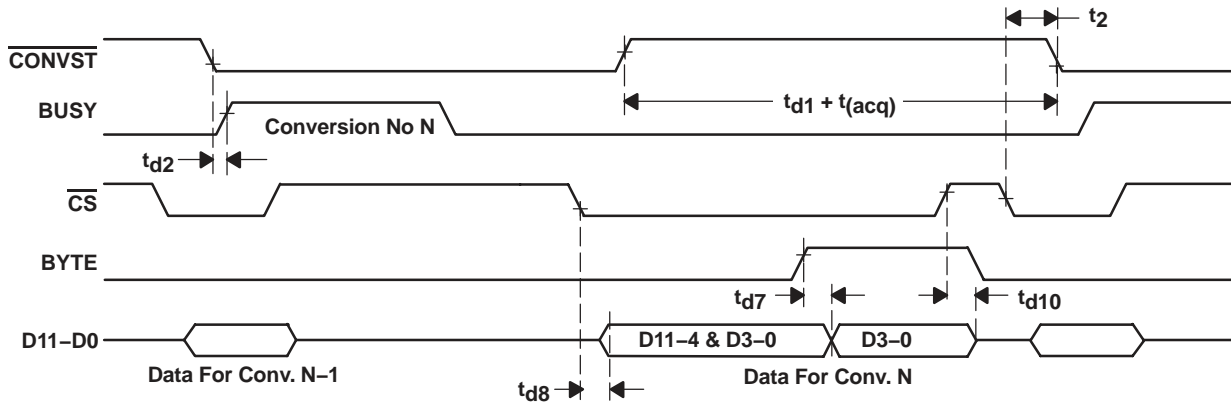 t2
CONVST
td1 + t(acq)
BUSY
Conversion No N
td2
CS
BYTE
td7
td10
D11–D0
D11–4 & D3–0
D3–0
Data For Conv. N–1
Data For Conv. N
td8